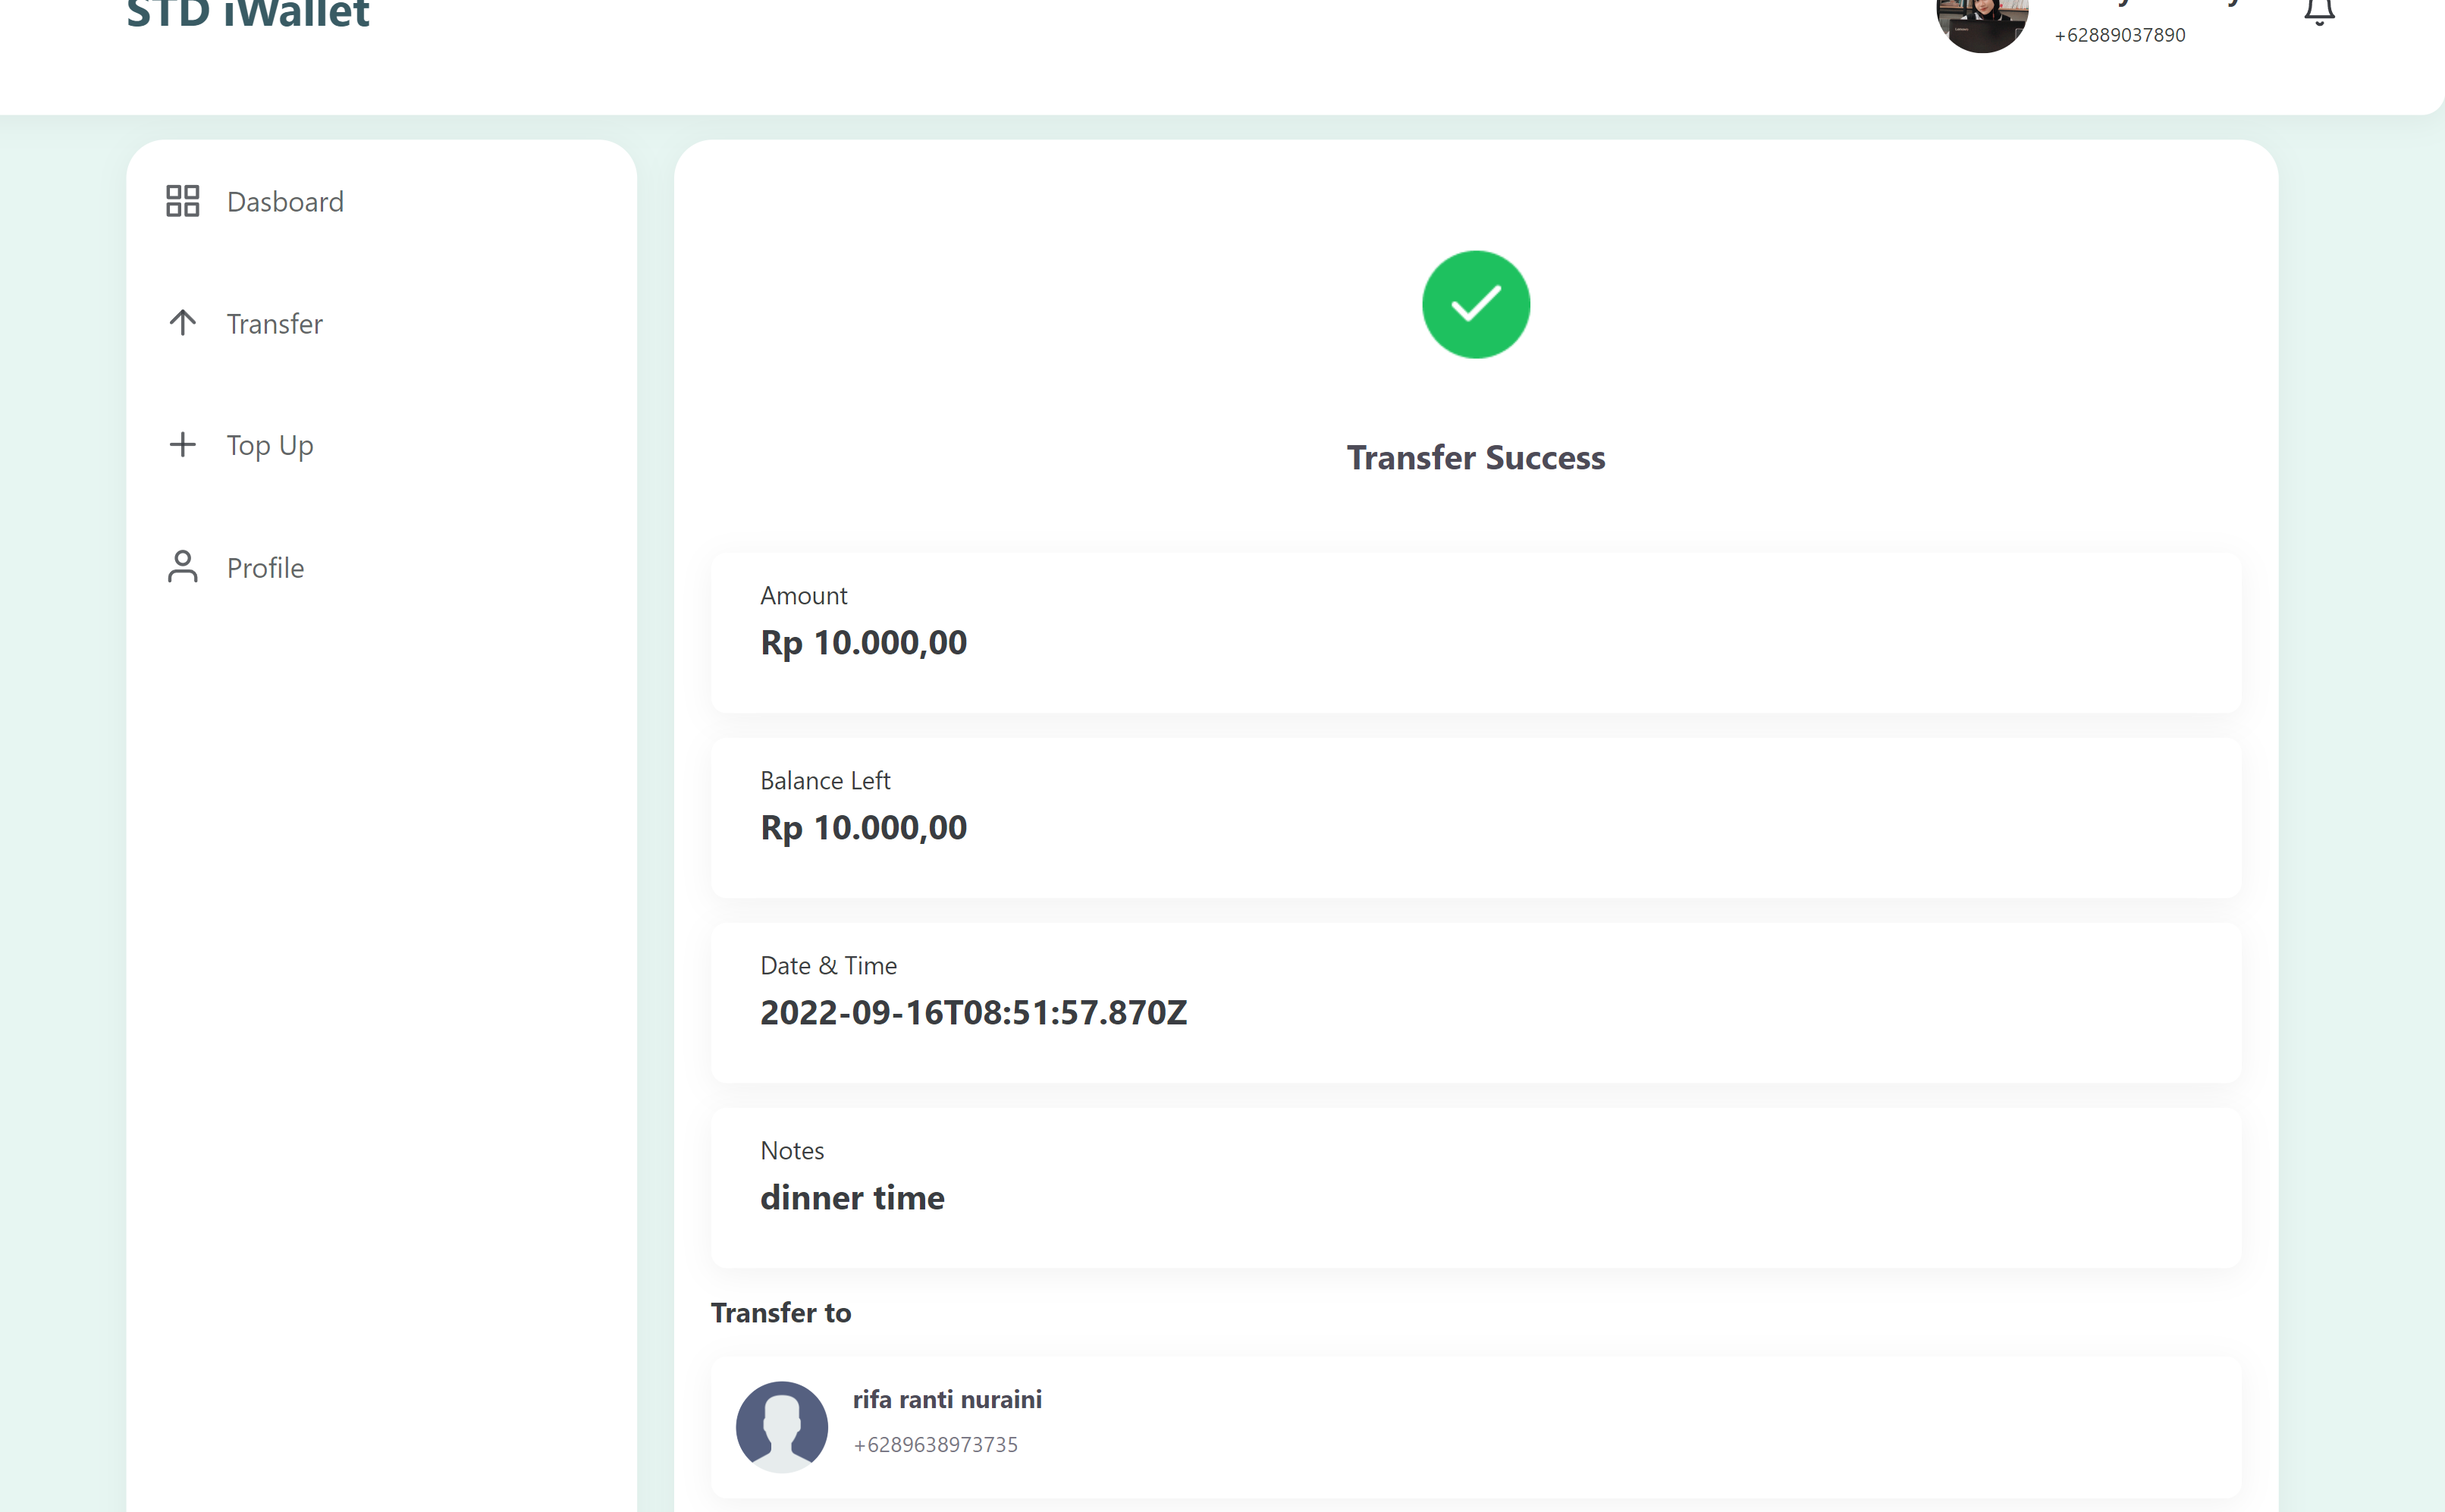 STD iWallet
+62889037890
Dasboard
Transfer
Top Up
Profile
Transfer Success
Amount
Rp 10.000,00
Balance Left
Rp 10.000,00
Date & Time
2022-09-16T08:51:57.870Z
Notes
dinner time
Transfer to
rifa ranti nuraini
+6289638973735